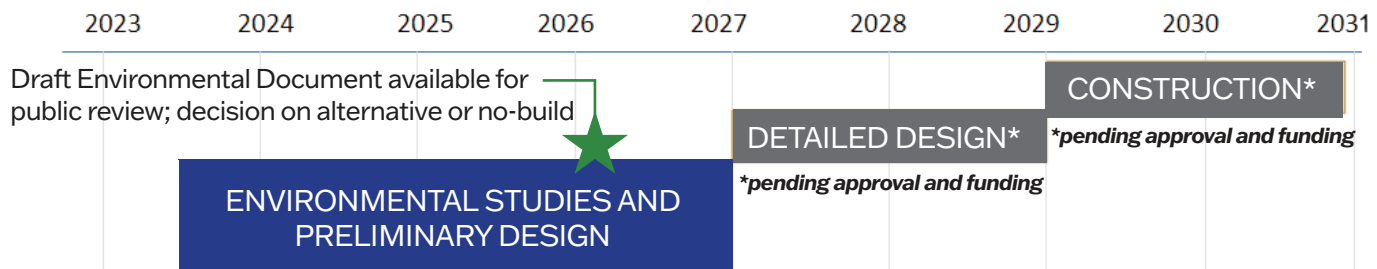 2023 2024 2025 2026 2027 2028 2029 2030 2031
Draft Environmental Document available for
public review; decision on alternative or no-build
CONSTRUCTION*
*pending approval and funding
DETAILED DESIGN*
*pending approval and funding
ENVIRONMENTAL STUDIES AND
PRELIMINARY DESIGN